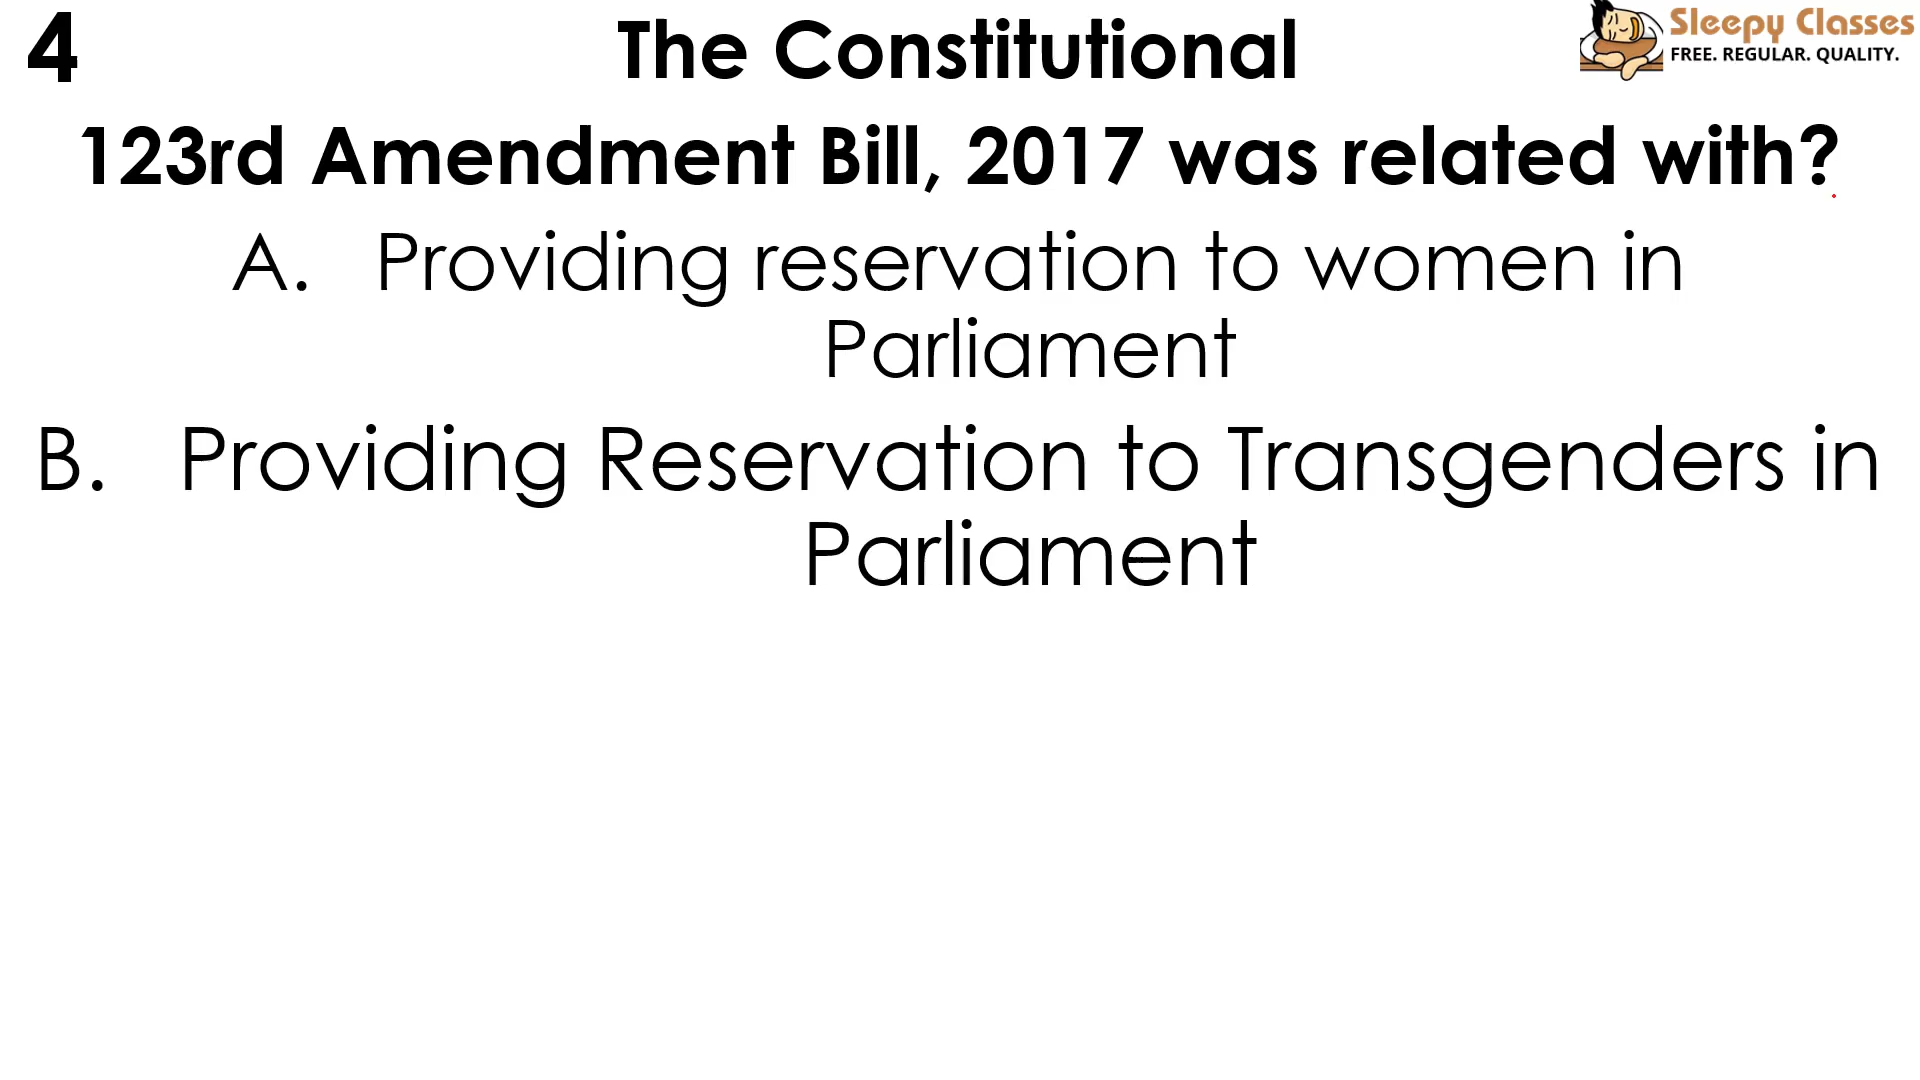 4
The Constitutional
Sleepy Classes
FREE. REGULAR. QUALITY.
123rd Amendment Bill, 2017 was related with?
A. Providing reservation to women in
Parliament
B. Providing Reservation to Transgenders in
Parliament